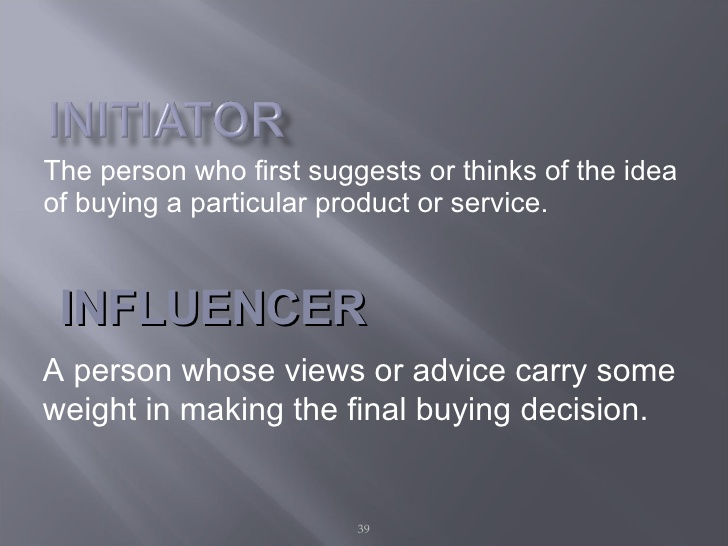 INITIATOR
The person who first suggests or thinks of the idea
of buying a particular product or service.
INFLUENCER
A person whose views or advice carry some
weight in making the final buying decision.
39